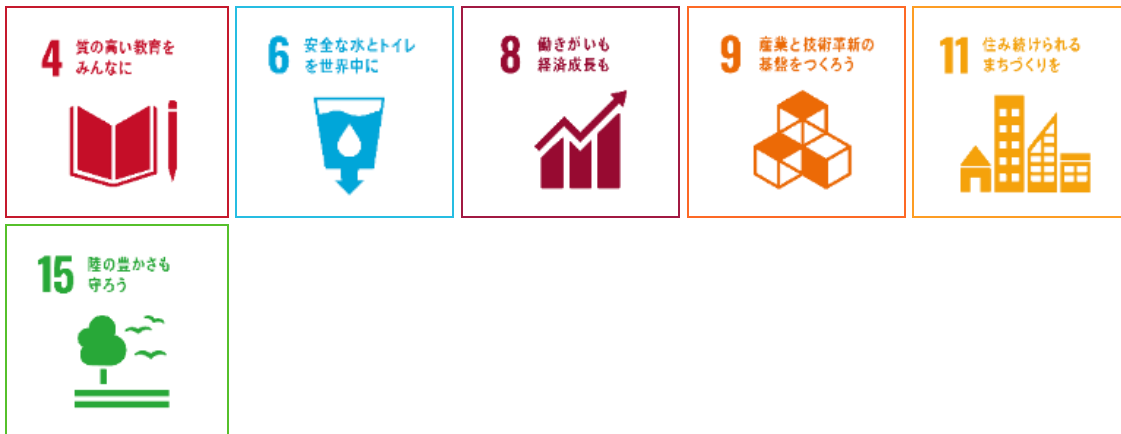 4 質の高い教育を
みんなに
6 安全な水とトイレ
を世界中に
8 働きがいも
経済成長も
9 産業と技術革新の
基盤をつくろう
11 住み続けられる
まちづくりを
15 陸の豊かさも
守ろう